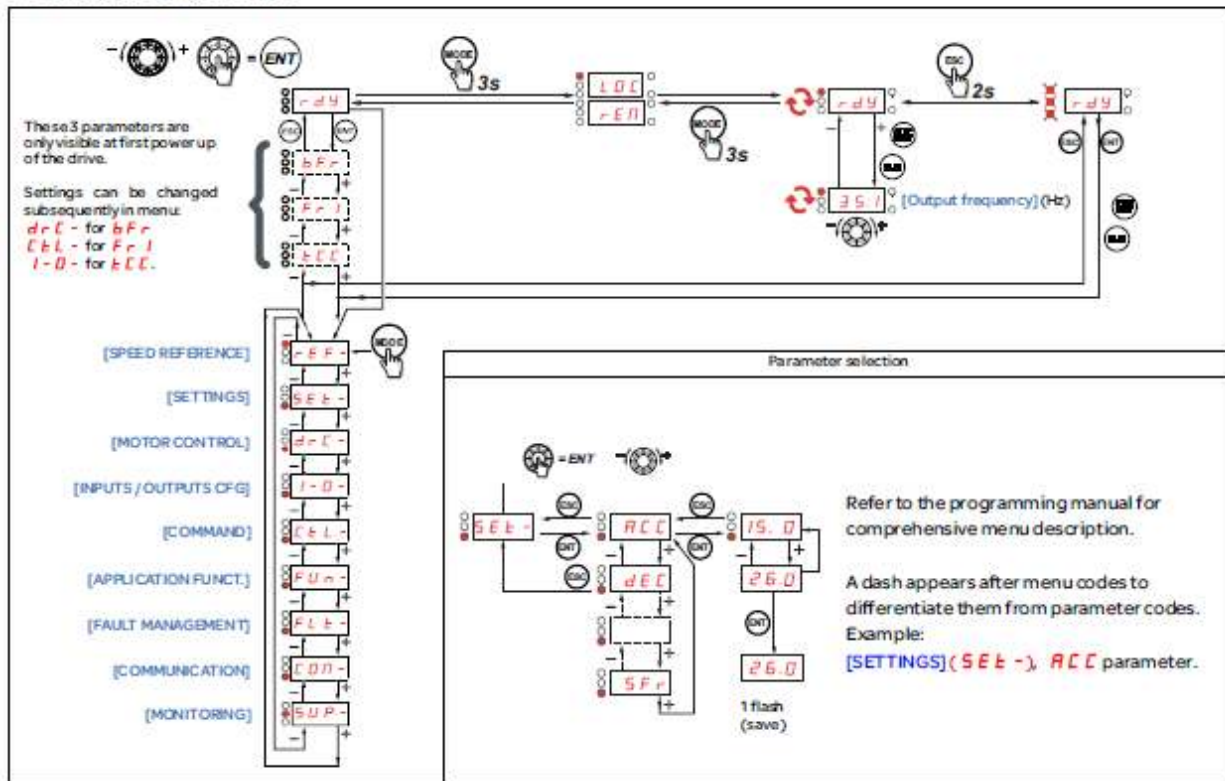 - + = ENT
MODE
3s
ESC
2s
rdY
LOC
rEM
rdY
rdY
MODE
3s
ESC
ENT
ESC
ENT
These 3 parameters are
only visible at first power up
of the drive.
bFr
- +
Settings can be changed
subsequently in menu:
drC- for bFr
CtL- for Fr1
I-O- for tCC.
Fr1
tCC
35.1
[Output frequency] (Hz)
[SPEED REFERENCE]
rEF-
MODE
[SETTINGS]
SEt-
[MOTOR CONTROL]
drC-
[INPUTS / OUTPUTS CFG]
I-O-
[COMMAND]
CtL-
[APPLICATION FUNCT.]
FUn-
[FAULT MANAGEMENT]
FLt-
[COMMUNICATION]
COM-
[MONITORING]
SUP-
Parameter selection
= ENT
- +
SEt-
ESC
ENT
ACC
ESC
ENT
15.0
ESC
dEC
26.0
ENT
SFr
26.0
1 flash
(save)
Refer to the programming manual for
comprehensive menu description.
A dash appears after menu codes to
differentiate them from parameter codes.
Example:
[SETTINGS] (SEt-), ACC parameter.